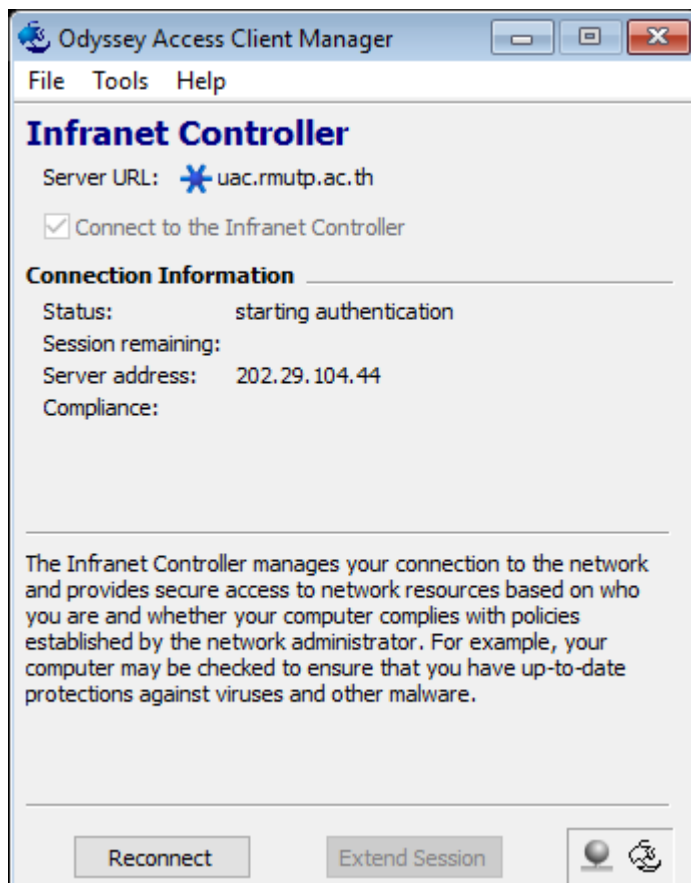 Odyssey Access Client Manager
File Tools Help
Infranet Controller
Server URL: uac.rmutp.ac.th
Connect to the Infranet Controller
Connection Information
Status: starting authentication
Session remaining:
Server address: 202.29.104.44
Compliance:
The Infranet Controller manages your connection to the network
and provides secure access to network resources based on who
you are and whether your computer complies with policies
established by the network administrator. For example, your
computer may be checked to ensure that you have up-to-date
protections against viruses and other malware.
Reconnect Extend Session